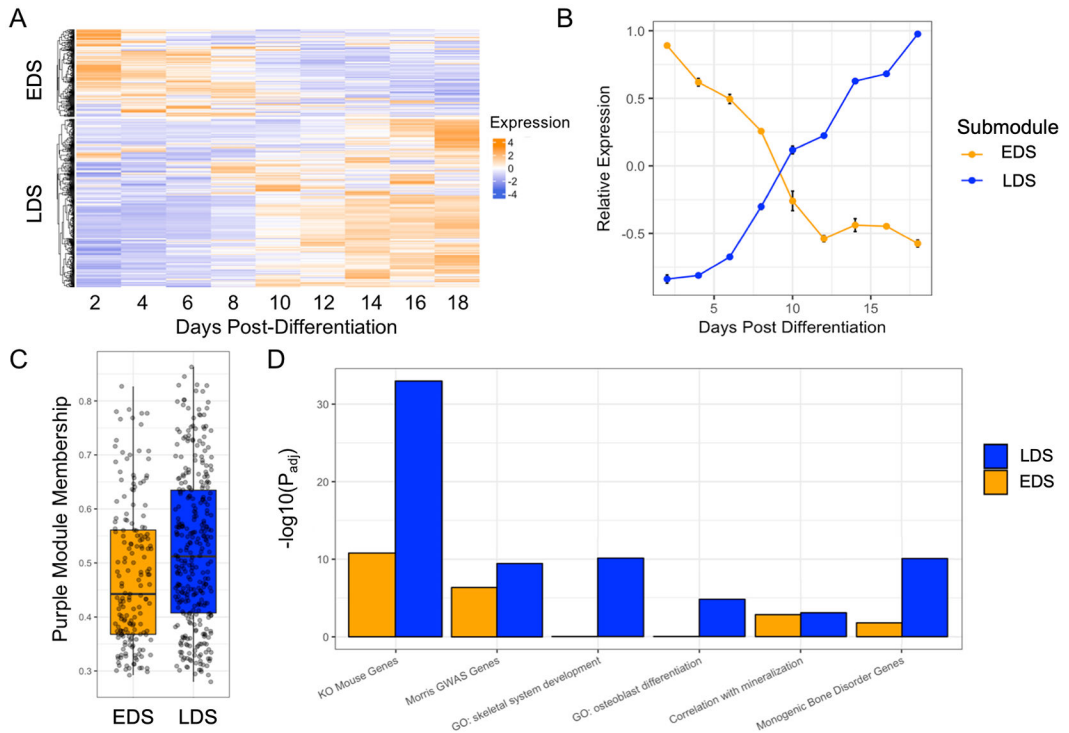 A
EDS
LDS
Expression
4
2
0
-2
-4
2 4 6 8 10 12 14 16 18
Days Post-Differentiation
B
1.0
0.5
0.0
-0.5
Relative Expression
5 10 15
Days Post Differentiation
Submodule
EDS
LDS
C
0.8
0.7
0.6
0.5
0.4
0.3
Purple Module Membership
EDS LDS
D
30
20
10
0
-log10(Padj)
KO Mouse Genes
Morris GWAS Genes
GO: skeletal system development
GO: osteoblast differentiation
Correlation with mineralization
Monogenic Bone Disorder Genes
LDS
EDS